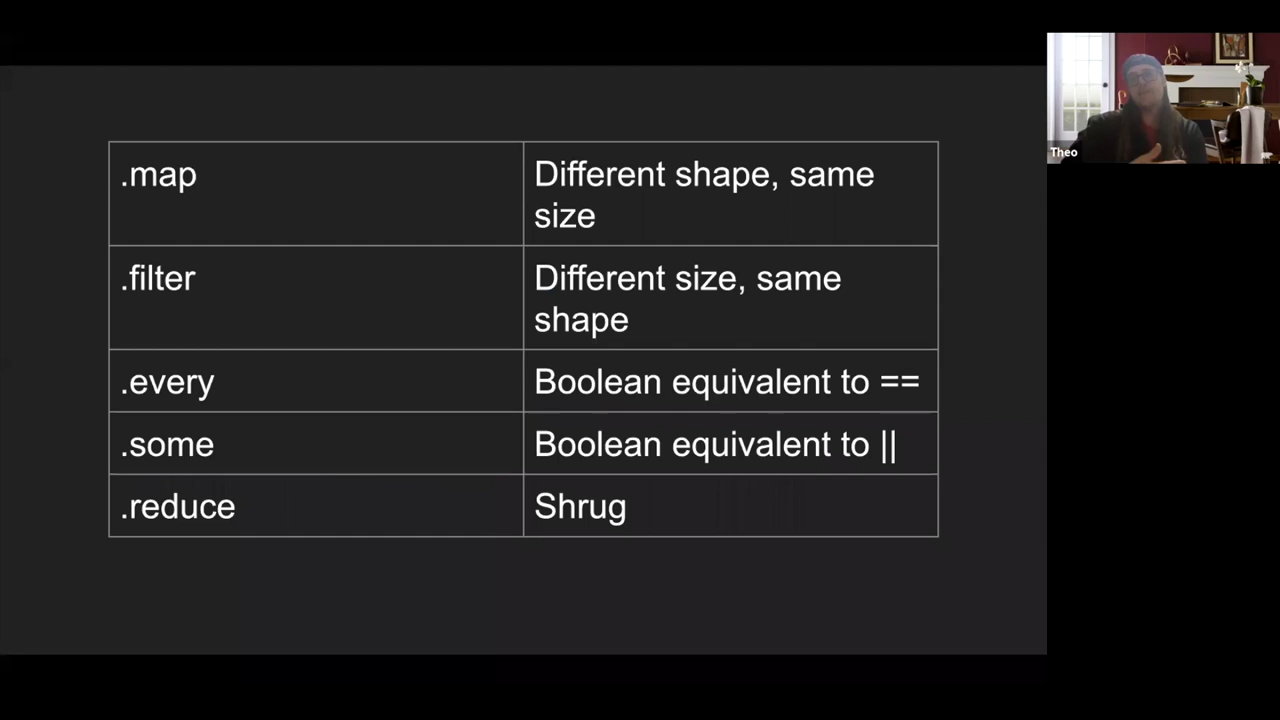 .map
Different shape, same
size
.filter
Different size, same
shape
.every
Boolean equivalent to ==
.some
Boolean equivalent to ||
.reduce
Shrug
Theo